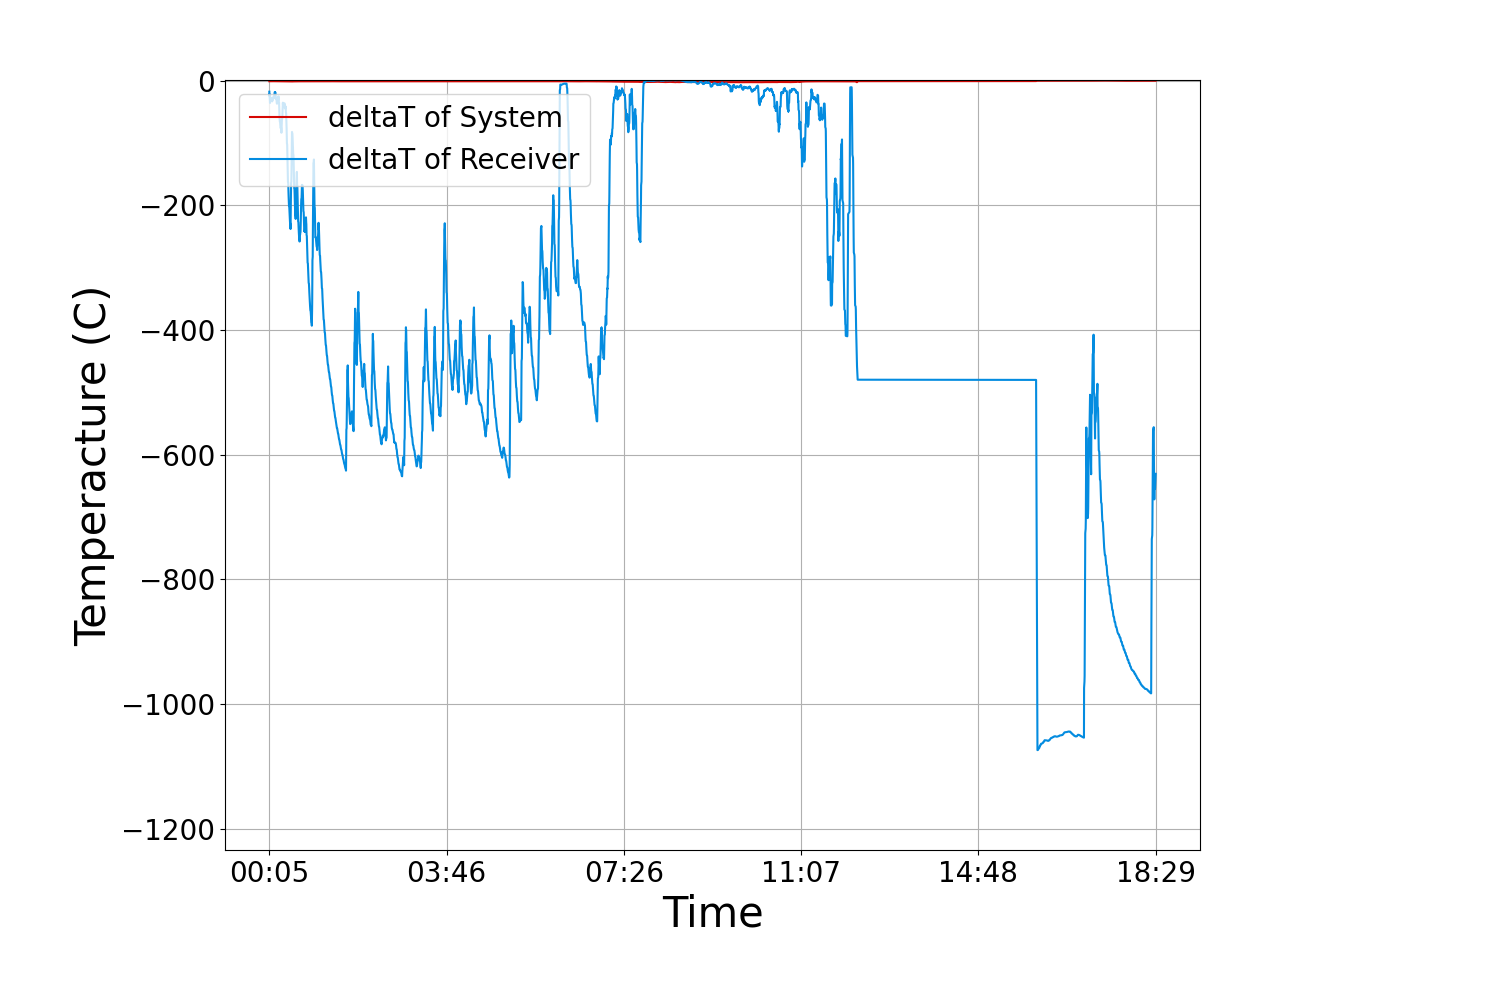 deltaT of System
deltaT of Receiver
Temperacture (C)
0
−200
−400
−600
−800
−1000
−1200
00:05 03:46 07:26 11:07 14:48 18:29
Time